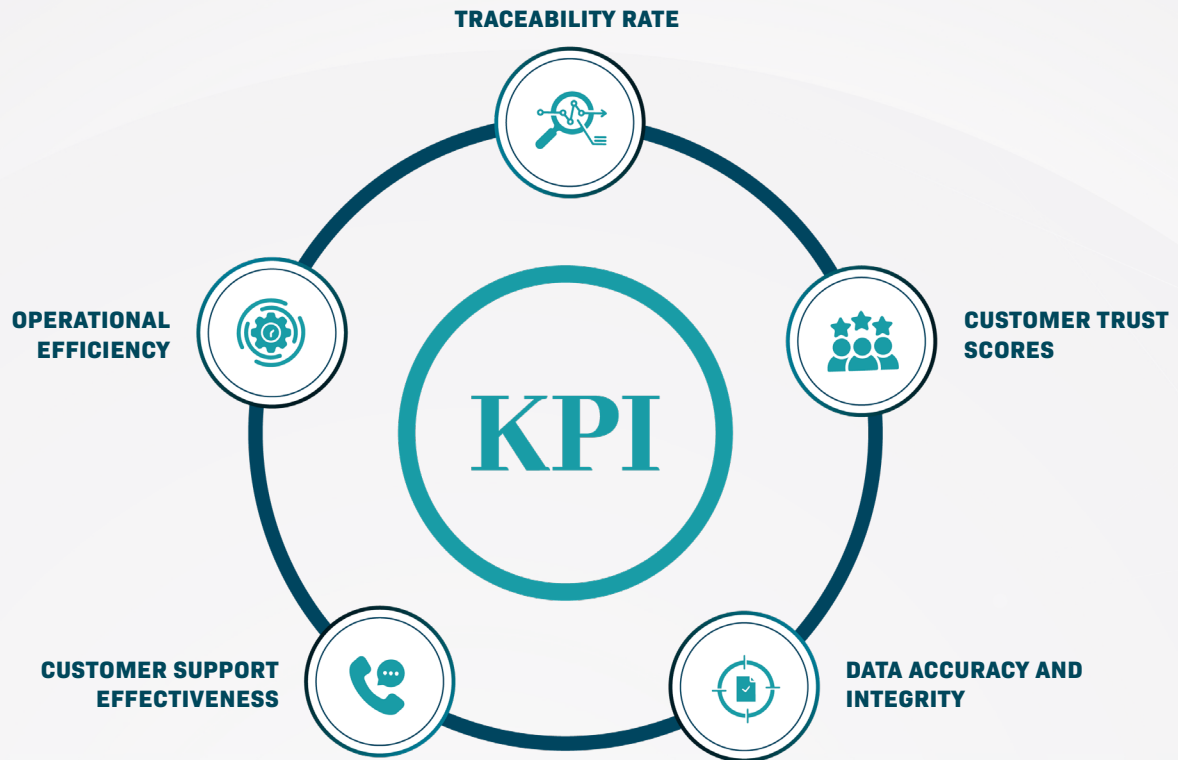 TRACEABILITY RATE
OPERATIONAL
EFFICIENCY
CUSTOMER TRUST
SCORES
KPI
CUSTOMER SUPPORT
EFFECTIVENESS
DATA ACCURACY AND
INTEGRITY